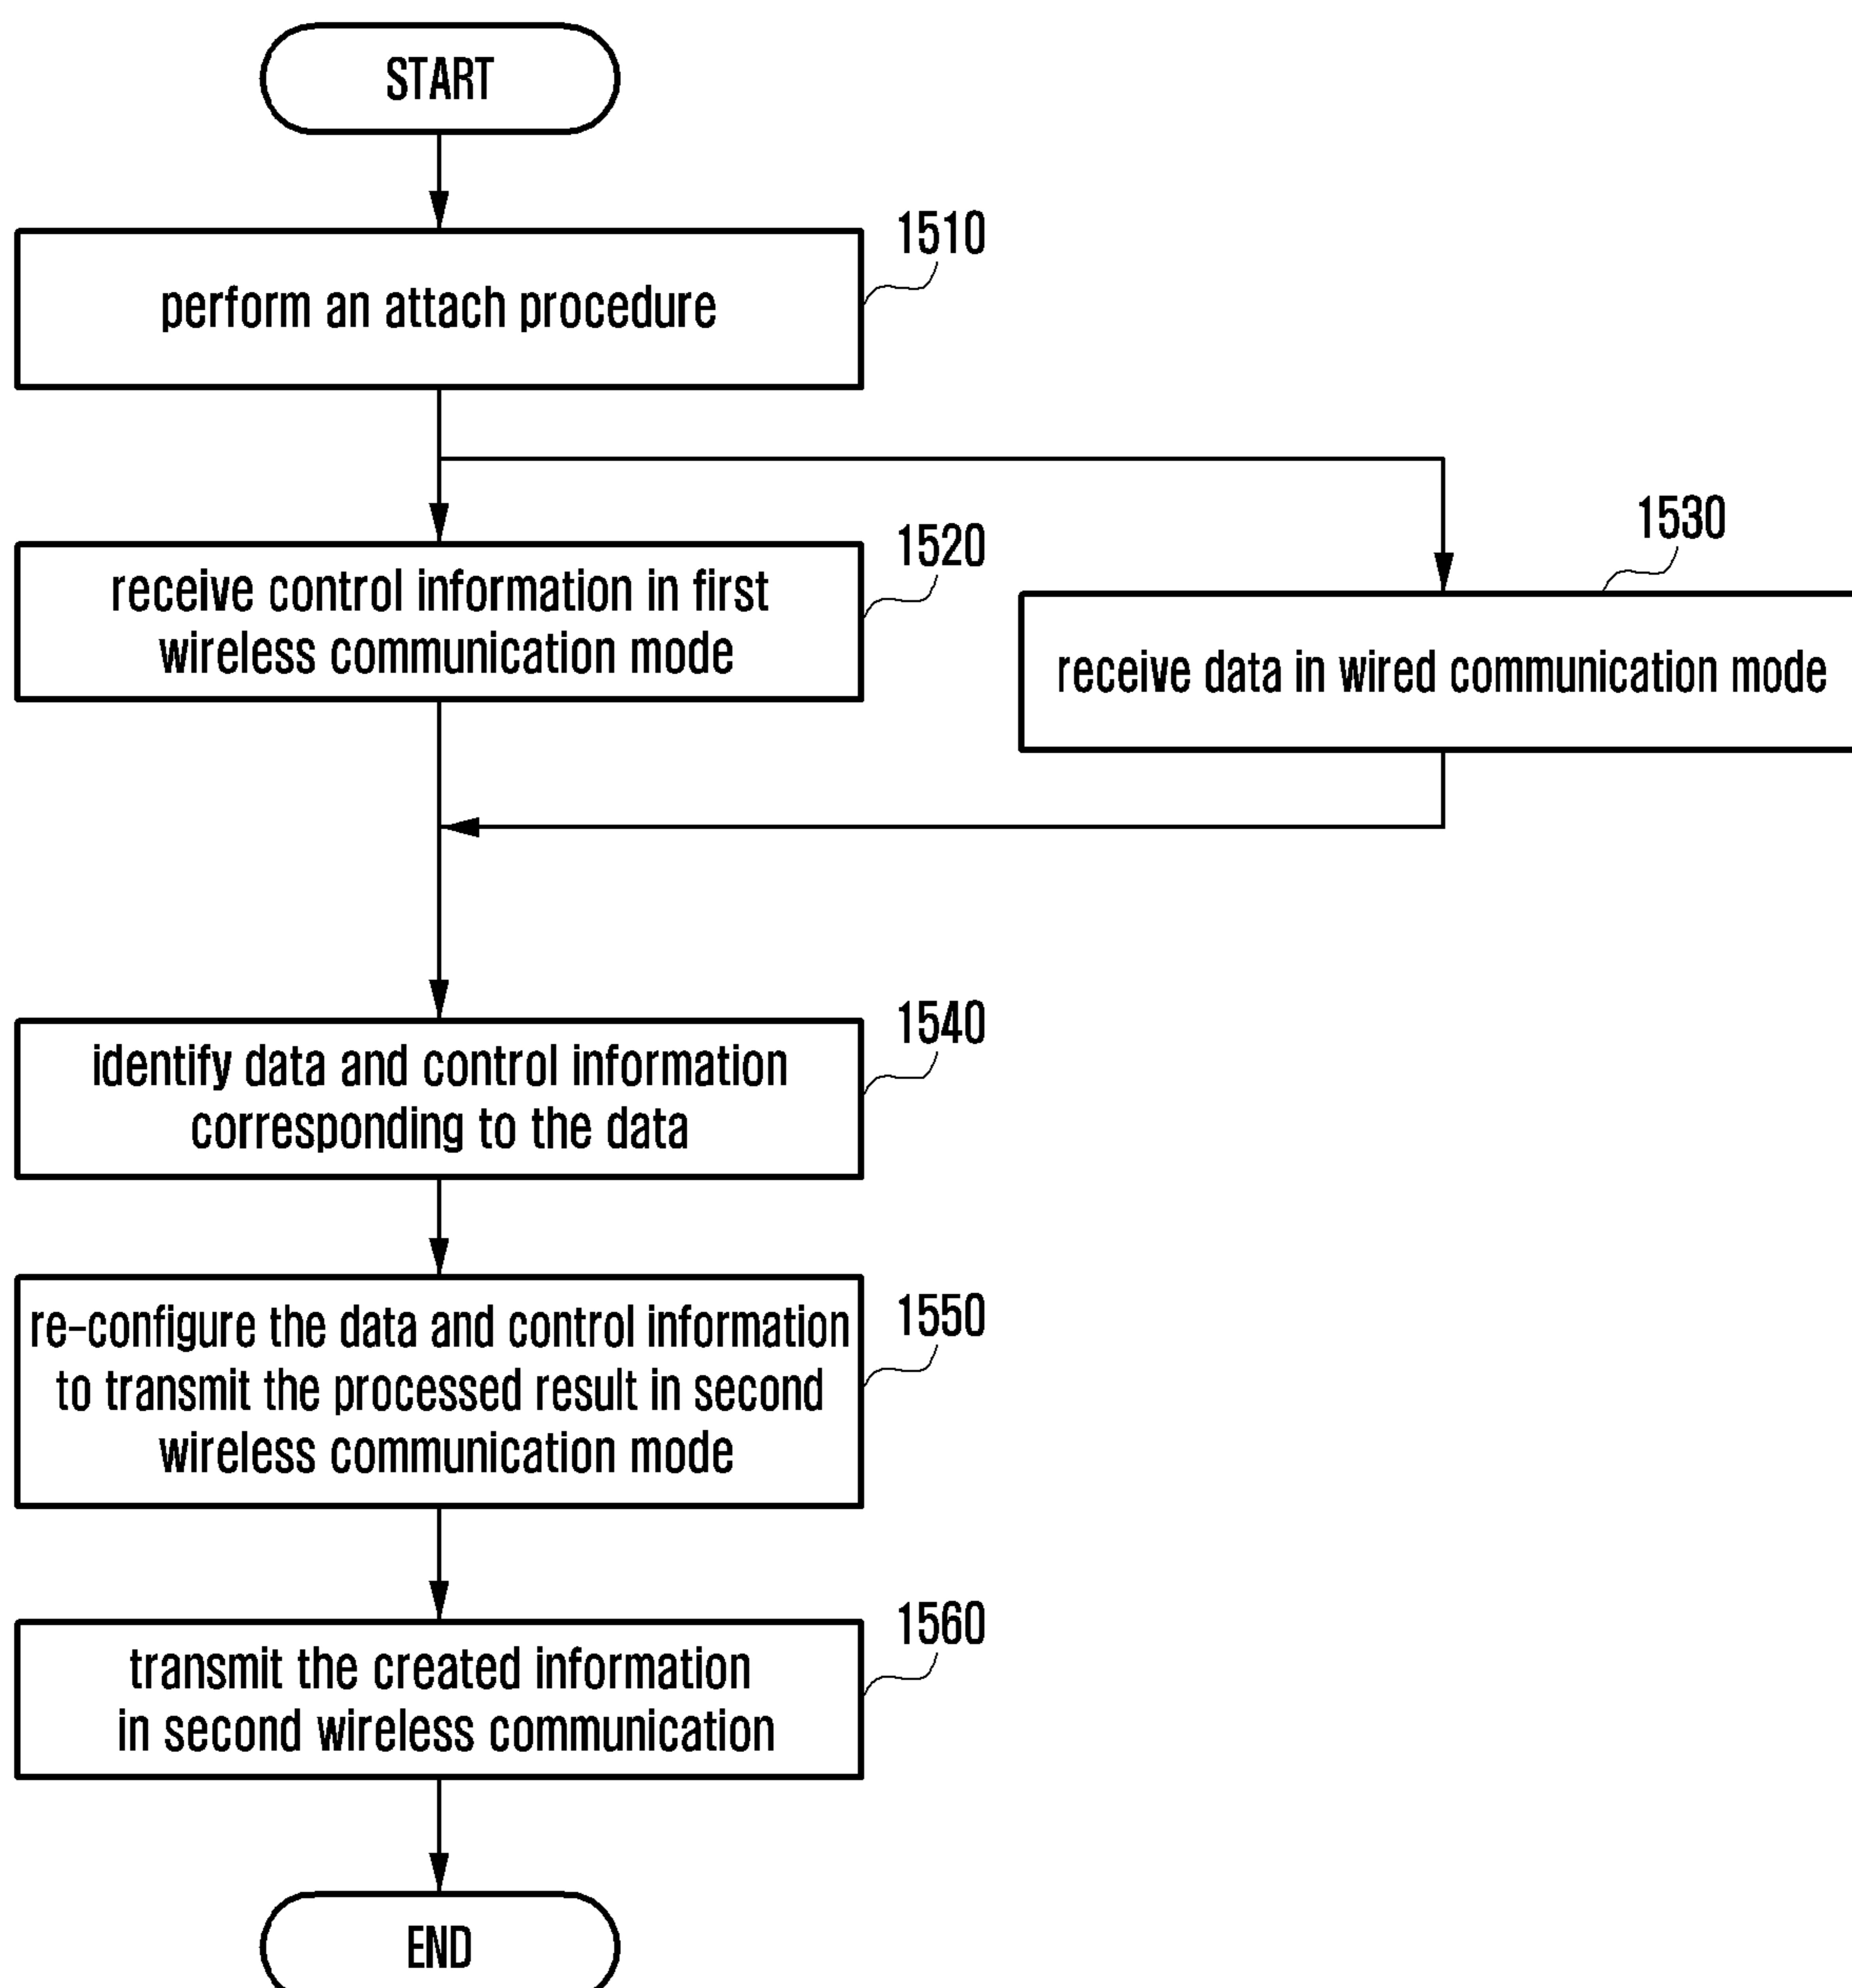 START
1510
perform an attach procedure
1520
receive control information in first
wireless communication mode
1530
receive data in wired communication mode
1540
identify data and control information
corresponding to the data
1550
re-configure the data and control information
to transmit the processed result in second
wireless communication mode
1560
transmit the created information
in second wireless communication
END